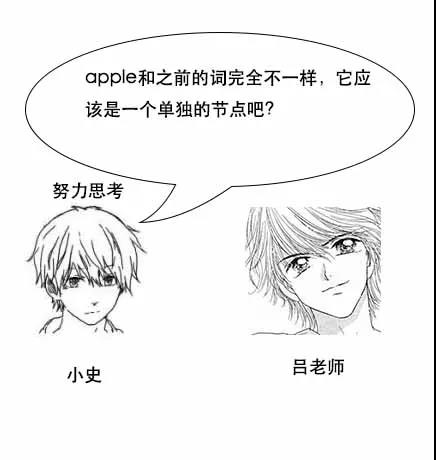 apple和之前的词完全不一样，它应
该是一个单独的节点吧？
努力思考
小史
吕老师